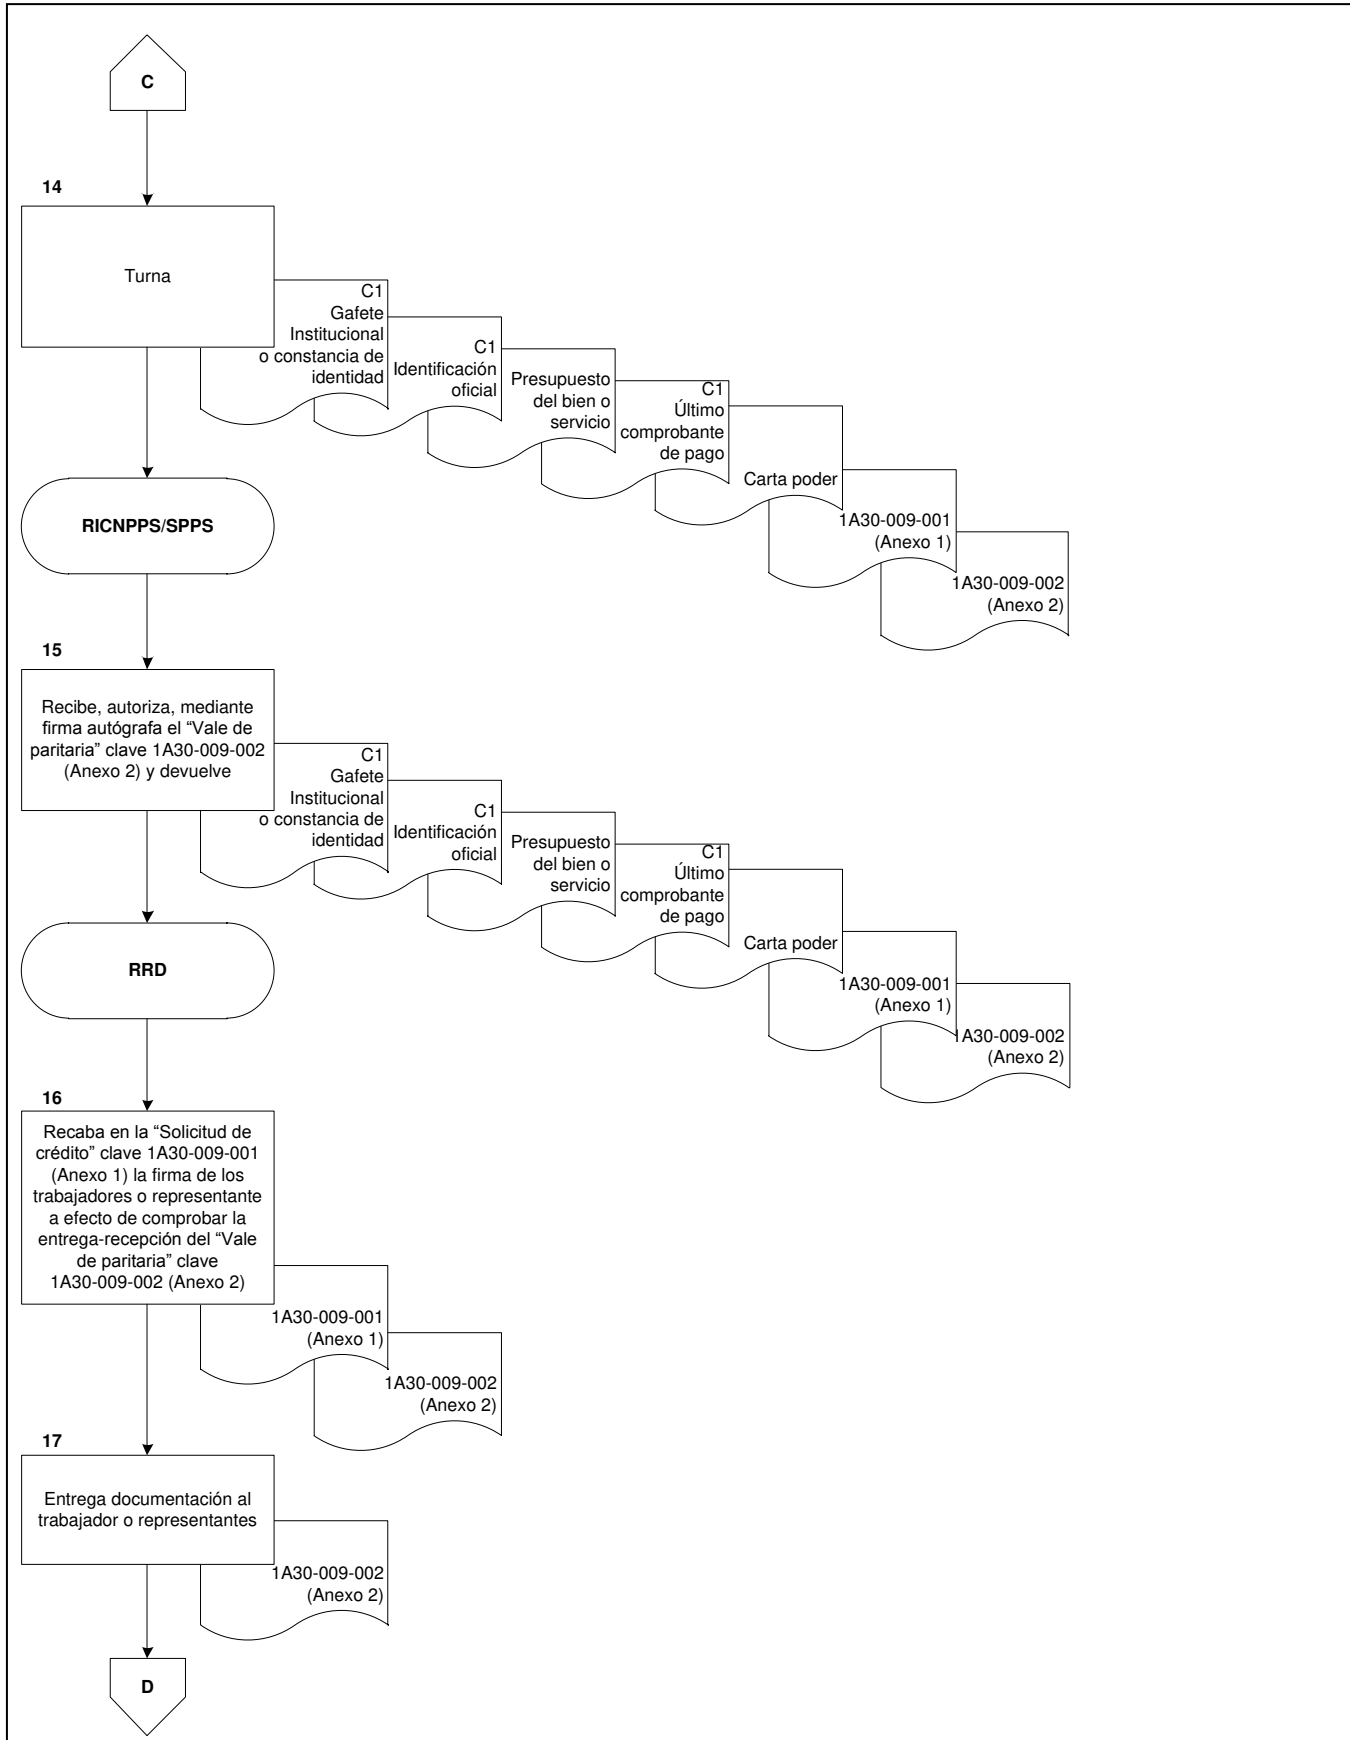 C
14
Turna
C1
Gafete
Institucional
o constancia de
identidad
C1
Identificación
oficial
Presupuesto
del bien o
servicio
C1
Último
comprobante
de pago
Carta poder
1A30-009-001
(Anexo 1)
1A30-009-002
(Anexo 2)
RICNPPS/SPPS
15
Recibe, autoriza, mediante
firma autógrafa el “Vale de
paritaria” clave 1A30-009-002
(Anexo 2) y devuelve
C1
Gafete
Institucional
o constancia de
identidad
C1
Identificación
oficial
Presupuesto
del bien o
servicio
C1
Último
comprobante
de pago
Carta poder
1A30-009-001
(Anexo 1)
1A30-009-002
(Anexo 2)
RRD
16
Recaba en la “Solicitud de
crédito” clave 1A30-009-001
(Anexo 1) la firma de los
trabajadores o representante
a efecto de comprobar la
entrega-recepción del “Vale
de paritaria” clave
1A30-009-002 (Anexo 2)
1A30-009-001
(Anexo 1)
1A30-009-002
(Anexo 2)
17
Entrega documentación al
trabajador o representantes
1A30-009-002
(Anexo 2)
D